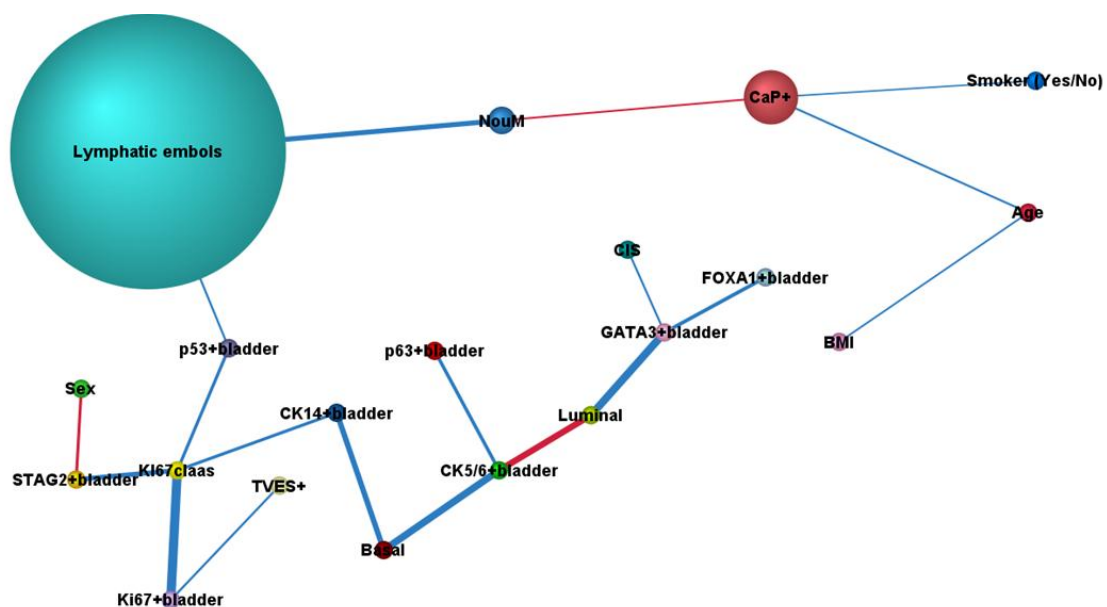 Smoker (Yes/No)
CaP+
NouM
Lymphatic embols
Age
CIS
FOXA1+bladder
GATA3+bladder
BMI
p53+bladder
p63+bladder
Sex
CK14+bladder
Luminal
STAG2+bladder
KI67claas
CK5/6+bladder
TVES+
Basal
Ki67+bladder